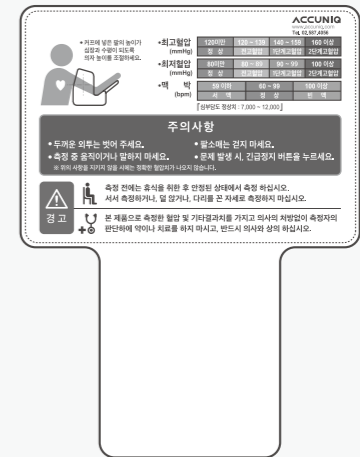 ACCUNIQ
www.accuniq.com
Tel. 02.587.4056
• 커프에 넣은 팔의 높이가
심장과 수평이 되도록
의자 높이를 조절하세요.
•최고혈압 (mmHg) 120미만 120 ~ 139 140 ~ 159 160 이상
정 상 전고혈압 1단계고혈압 2단계고혈압
•최저혈압 (mmHg) 80미만 80 ~ 89 90 ~ 99 100 이상
정 상 전고혈압 1단계고혈압 2단계고혈압
•맥 박 (bpm) 59 이하 60 ~ 99 100 이상
서 맥 정 상 빈 맥
「심부담도 정상치 : 7,000 ~ 12,000」
주의사항
• 두꺼운 외투는 벗어 주세요.
• 팔소매는 걷지 마세요.
• 측정 중 움직이거나 말하지 마세요.
• 문제 발생 시, 긴급정지 버튼을 누르세요.
※ 위의 사항을 지키지 않을 시에는 정확한 혈압치가 나오지 않습니다.
경 고
측정 전에는 휴식을 취한 후 안정된 상태에서 측정 하십시오.
서서 측정하거나, 덜 앉거나, 다리를 꼰 자세로 측정하지 마십시오.
본 제품으로 측정한 혈압 및 기타결과치를 가지고 의사의 처방없이 측정자의
판단하에 약이나 치료를 하지 마시고, 반드시 의사와 상의 하십시오.